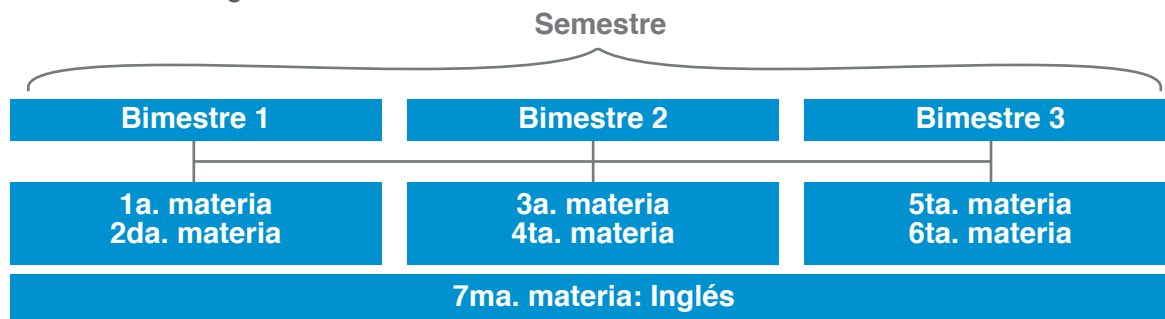 Semestre
Bimestre 1
Bimestre 2
Bimestre 3
1a. materia
2da. materia
3a. materia
4ta. materia
5ta. materia
6ta. materia
7ma. materia: Inglés